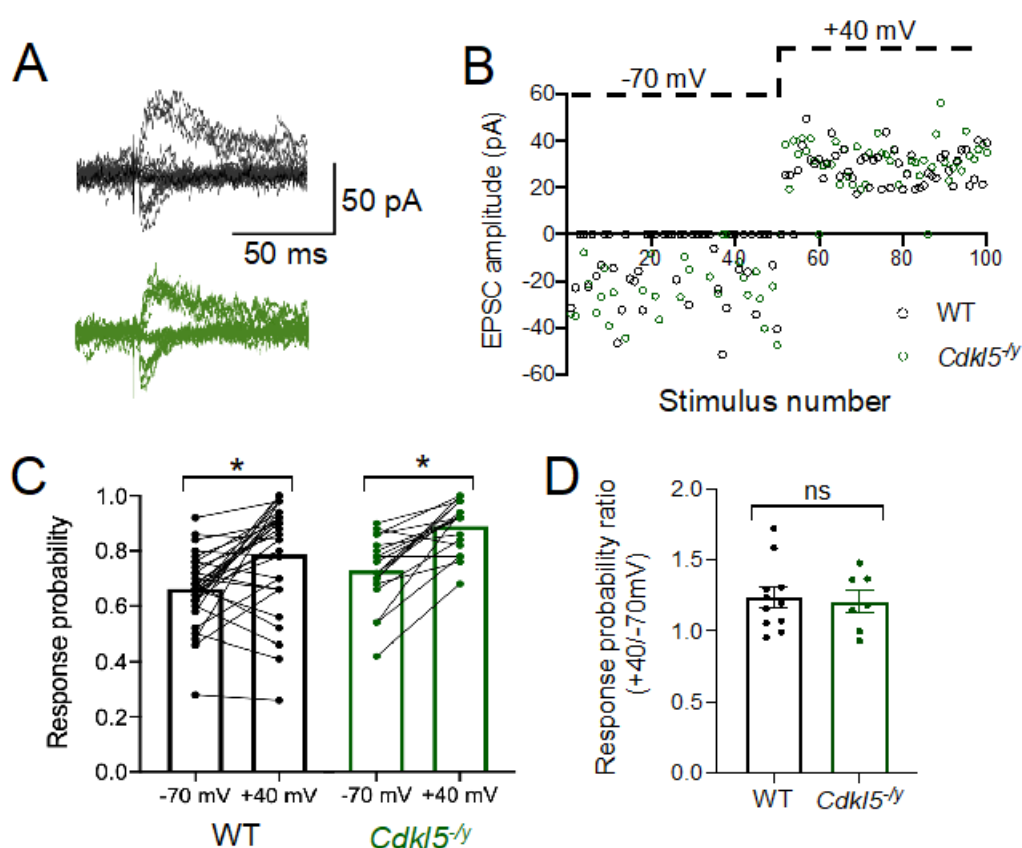 A
50 pA
50 ms
B
+40 mV
-70 mV
EPSC amplitude (pA)
60
40
20
0
-20
-40
-60
20
40
60
80
100
WT
Cdkl5-/y
Stimulus number
C
*
*
Response probability
1.0
0.8
0.6
0.4
0.2
0.0
-70 mV
+40 mV
-70 mV
+40 mV
WT
Cdkl5-/y
D
ns
Response probability ratio
(+40/-70mV)
2.0
1.5
1.0
0.5
0.0
WT
Cdkl5-/y